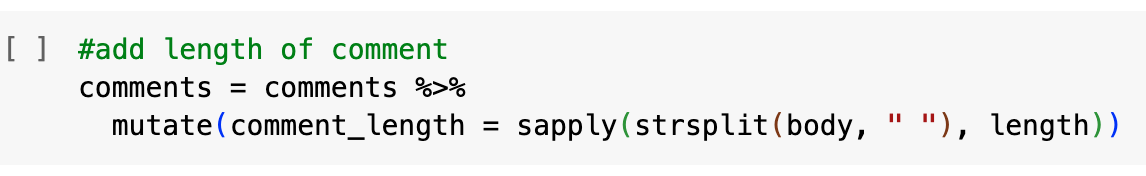 [ ] #add length of comment
comments = comments %>%
mutate(comment_length = sapply(strsplit(body, " "), length))